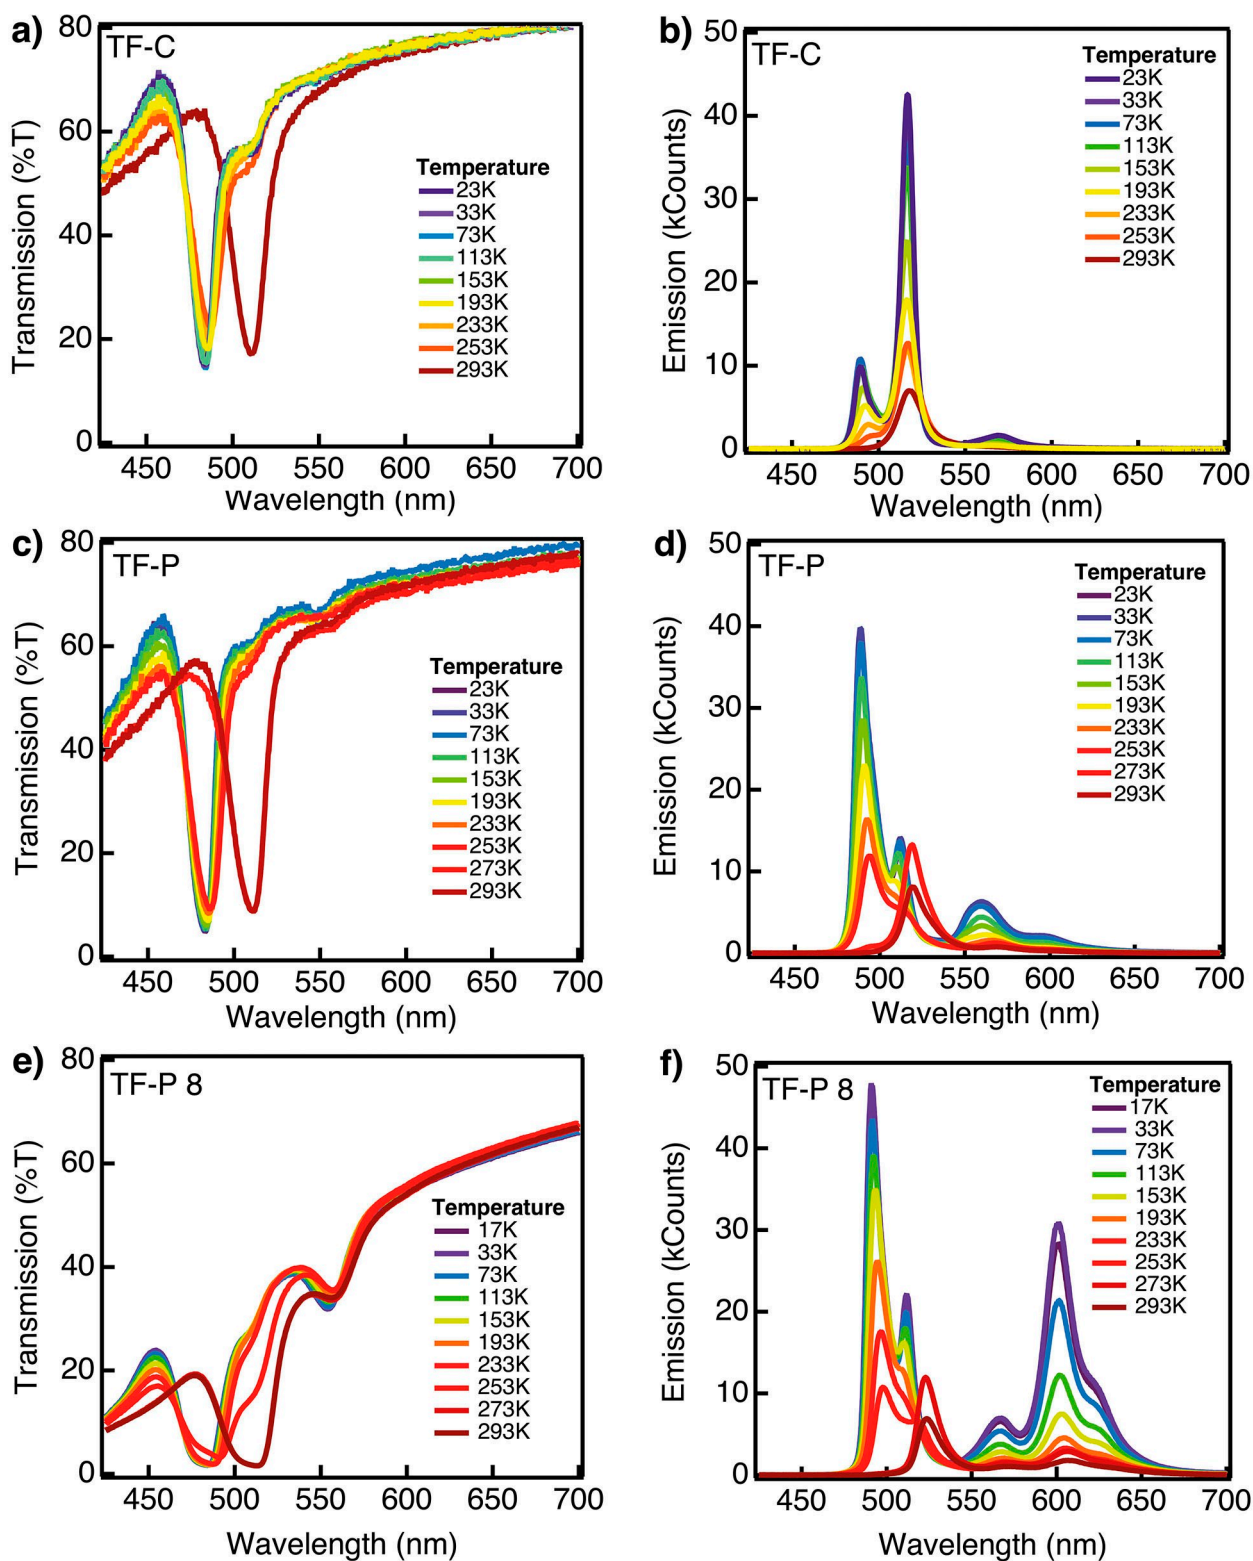 a)
TF-C
80
60
40
20
0
Transmission (%T)
450 500 550 600 650 700
Wavelength (nm)
Temperature
23K
33K
73K
113K
153K
193K
233K
253K
293K
b)
TF-C
50
40
30
20
10
0
Emission (kCounts)
450 500 550 600 650 700
Wavelength (nm)
Temperature
23K
33K
73K
113K
153K
193K
233K
253K
293K
c)
TF-P
80
60
40
20
0
Transmission (%T)
450 500 550 600 650 700
Wavelength (nm)
Temperature
23K
33K
73K
113K
153K
193K
233K
253K
273K
293K
d)
TF-P
50
40
30
20
10
0
Emission (kCounts)
450 500 550 600 650 700
Wavelength (nm)
Temperature
23K
33K
73K
113K
153K
193K
233K
253K
273K
293K
e)
TF-P 8
80
60
40
20
0
Transmission (%T)
450 500 550 600 650 700
Wavelength (nm)
Temperature
17K
33K
73K
113K
153K
193K
233K
253K
273K
293K
f)
TF-P 8
50
40
30
20
10
0
Emission (kCounts)
450 500 550 600 650 700
Wavelength (nm)
Temperature
17K
33K
73K
113K
153K
193K
233K
253K
273K
293K